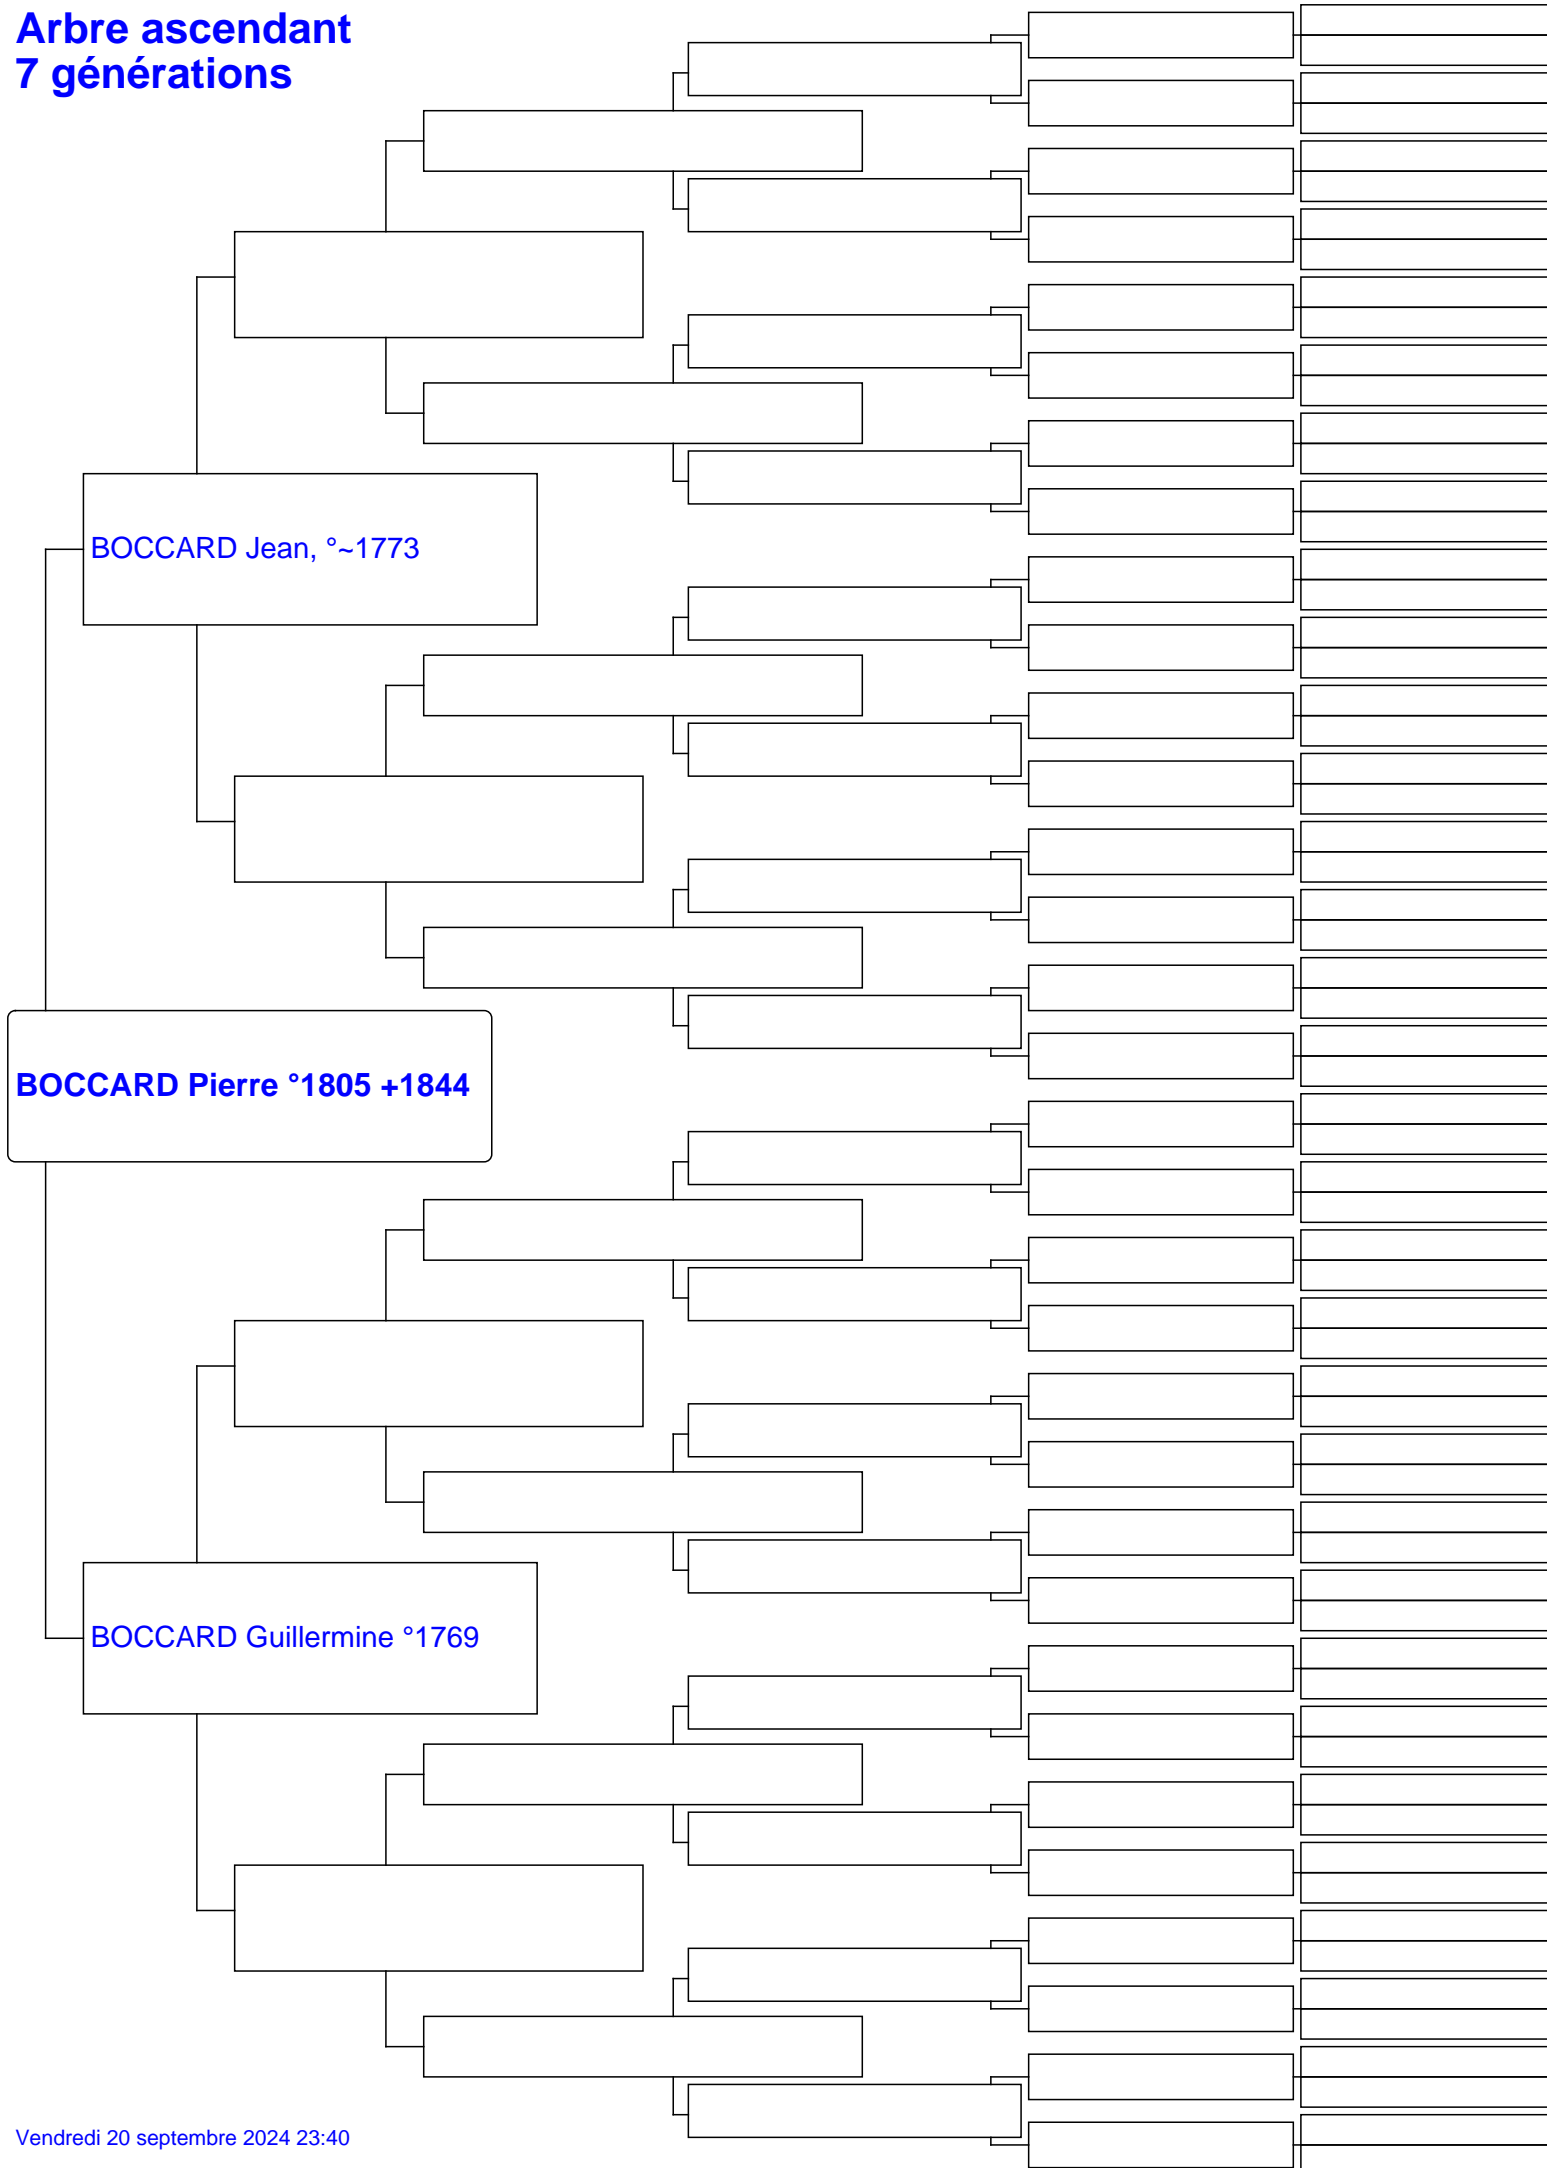 Arbre ascendant
7 générations
BOCCARD Jean, °~1773
BOCCARD Pierre °1805 +1844
BOCCARD Guillermine °1769
Vendredi 20 septembre 2024 23:40